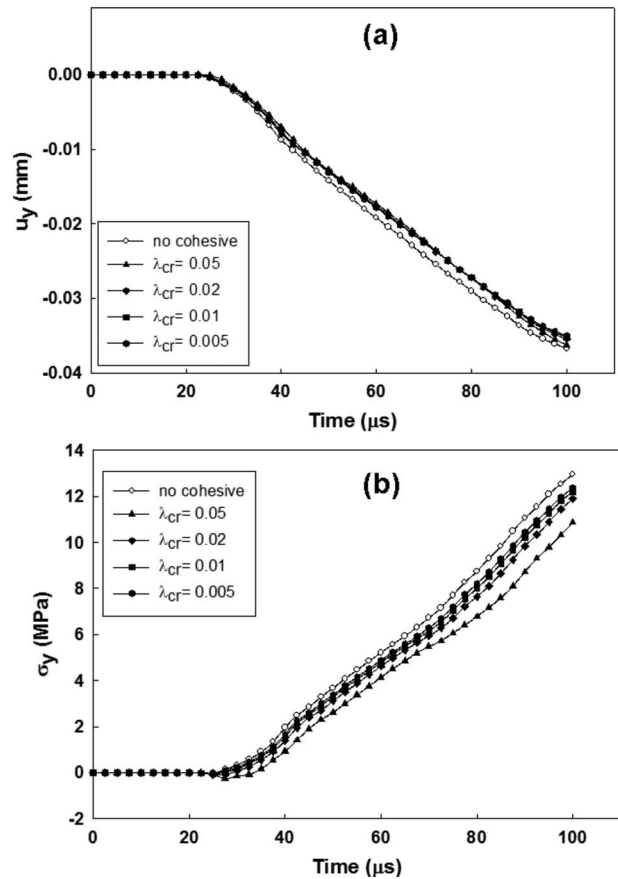 (a)
0.00
-0.01
-0.02
-0.03
-0.04
uy (mm)
no cohesive
λcr= 0.05
λcr= 0.02
λcr= 0.01
λcr= 0.005
0 20 40 60 80 100
Time (μs)
(b)
14
12
10
8
6
4
2
0
-2
σy (MPa)
no cohesive
λcr= 0.05
λcr= 0.02
λcr= 0.01
λcr= 0.005
0 20 40 60 80 100
Time (μs)